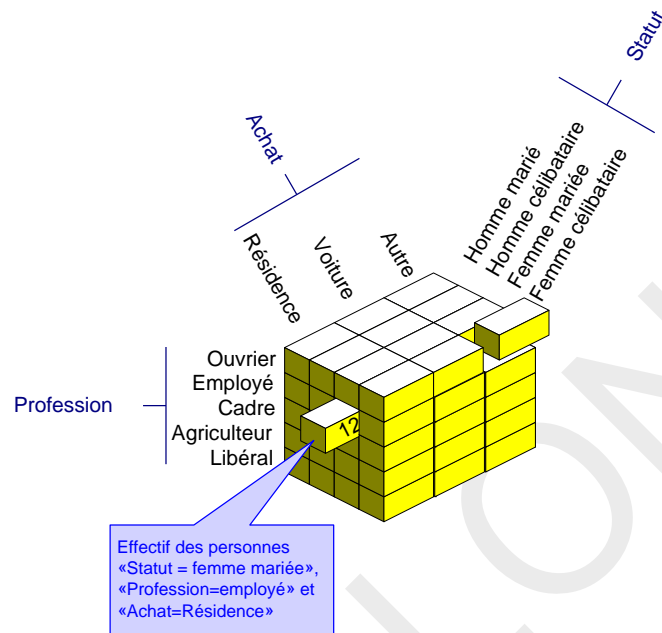 Statut
Achat
Homme marié
Homme célibataire
Femme mariée
Femme célibataire
Résidence
Voiture
Autre
Profession
Ouvrier
Employé
Cadre
Agriculteur
Libéral
12
Effectif des personnes
«Statut = femme mariée»,
«Profession=employé» et
«Achat=Résidence»
LON